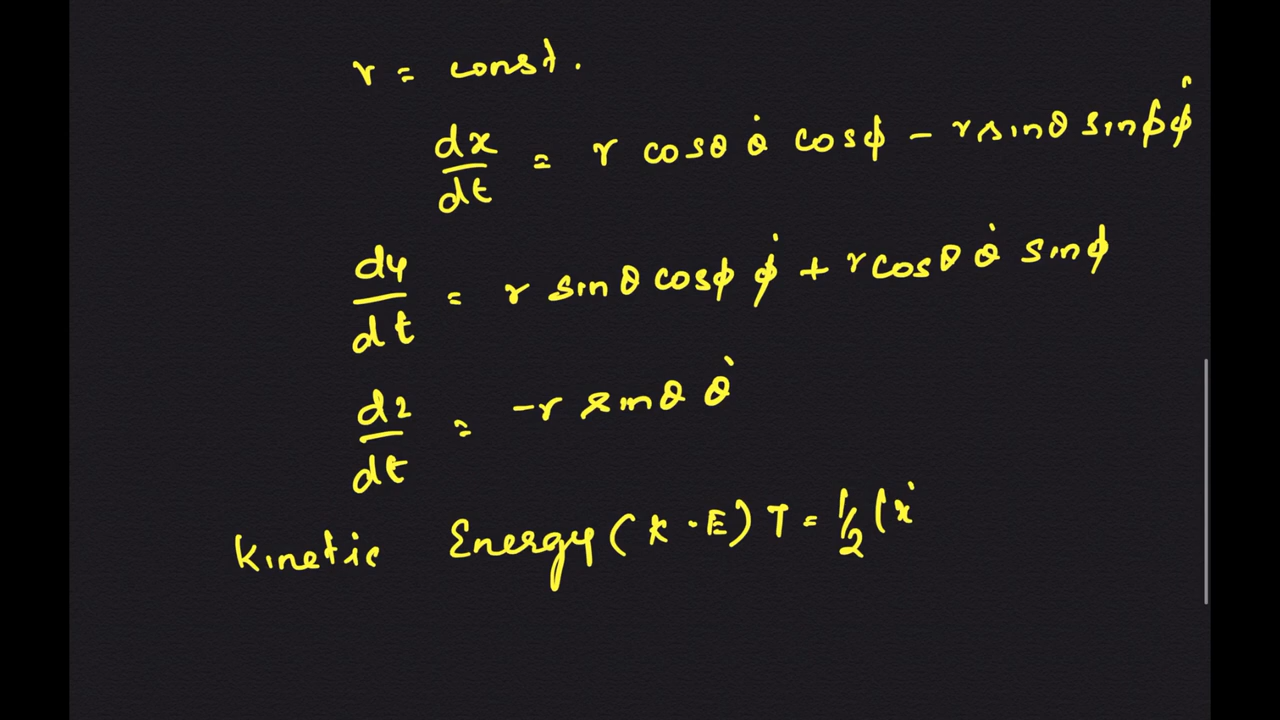 r = const.
dx/dt = r cosθ θ̇ cosϕ − r sinθ sinϕ ϕ̇
dy/dt = r sinθ cosϕ ϕ̇ + r cosθ θ̇ sinϕ
dz/dt = -r sinθ θ̇
Kinetic Energy (K.E) T = 1/2 (ẋ